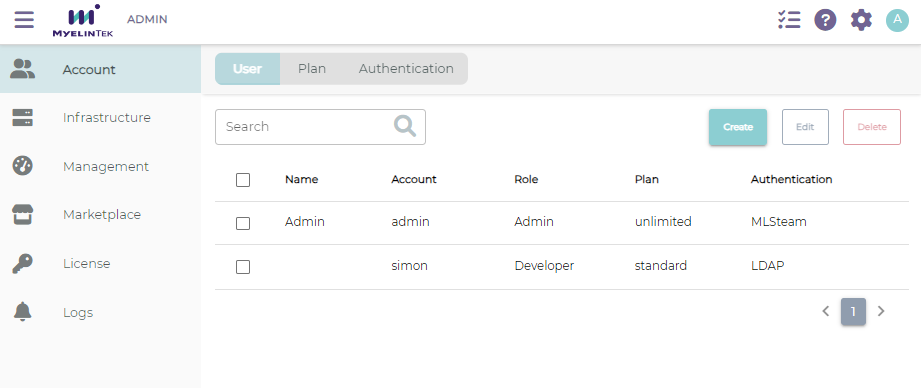 MYELINTEK
ADMIN
?
A
Account
Infrastructure
Management
Marketplace
License
Logs
User Plan Authentication
Search
Create Edit Delete
Name Account Role Plan Authentication
Admin admin Admin unlimited MLSteam
simon Developer standard LDAP
< 1 >